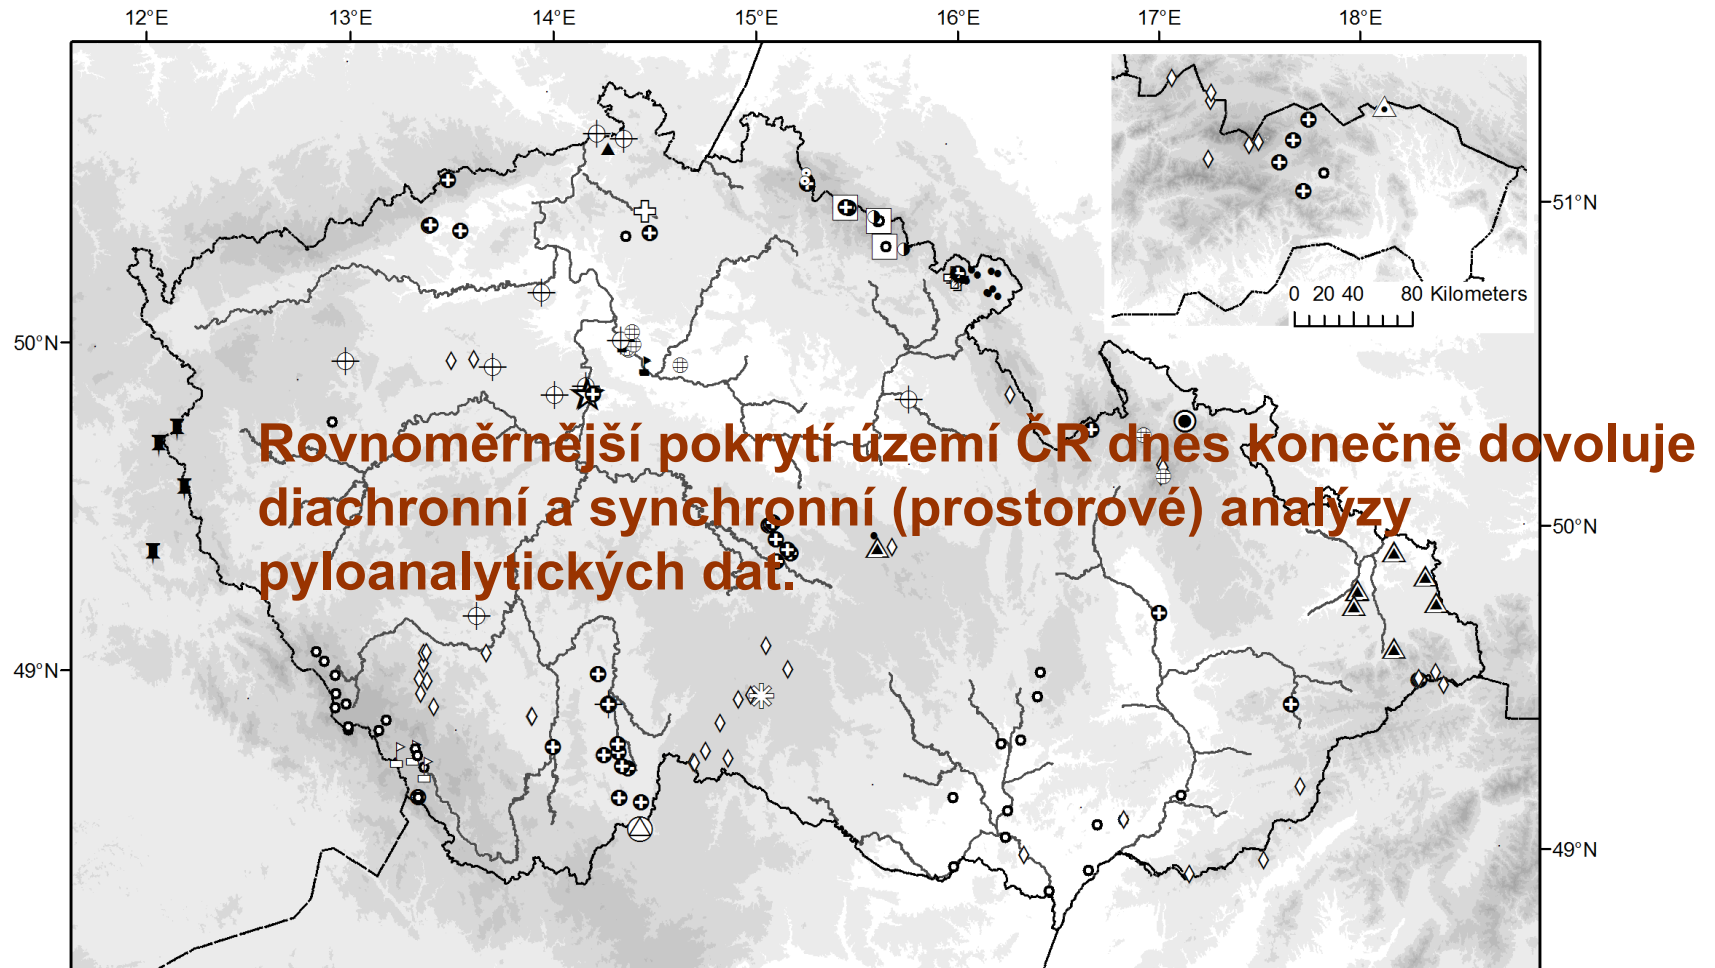 12°E 13°E 14°E 15°E 16°E 17°E 18°E
51°N
0 20 40 80 Kilometers
50°N
Rovnoměrnější pokrytí území ČR dnes konečně dovoluje
diachronní a synchronní (prostorové) analýzy
50°N
pyloanalytických dat.
49°N
49°N